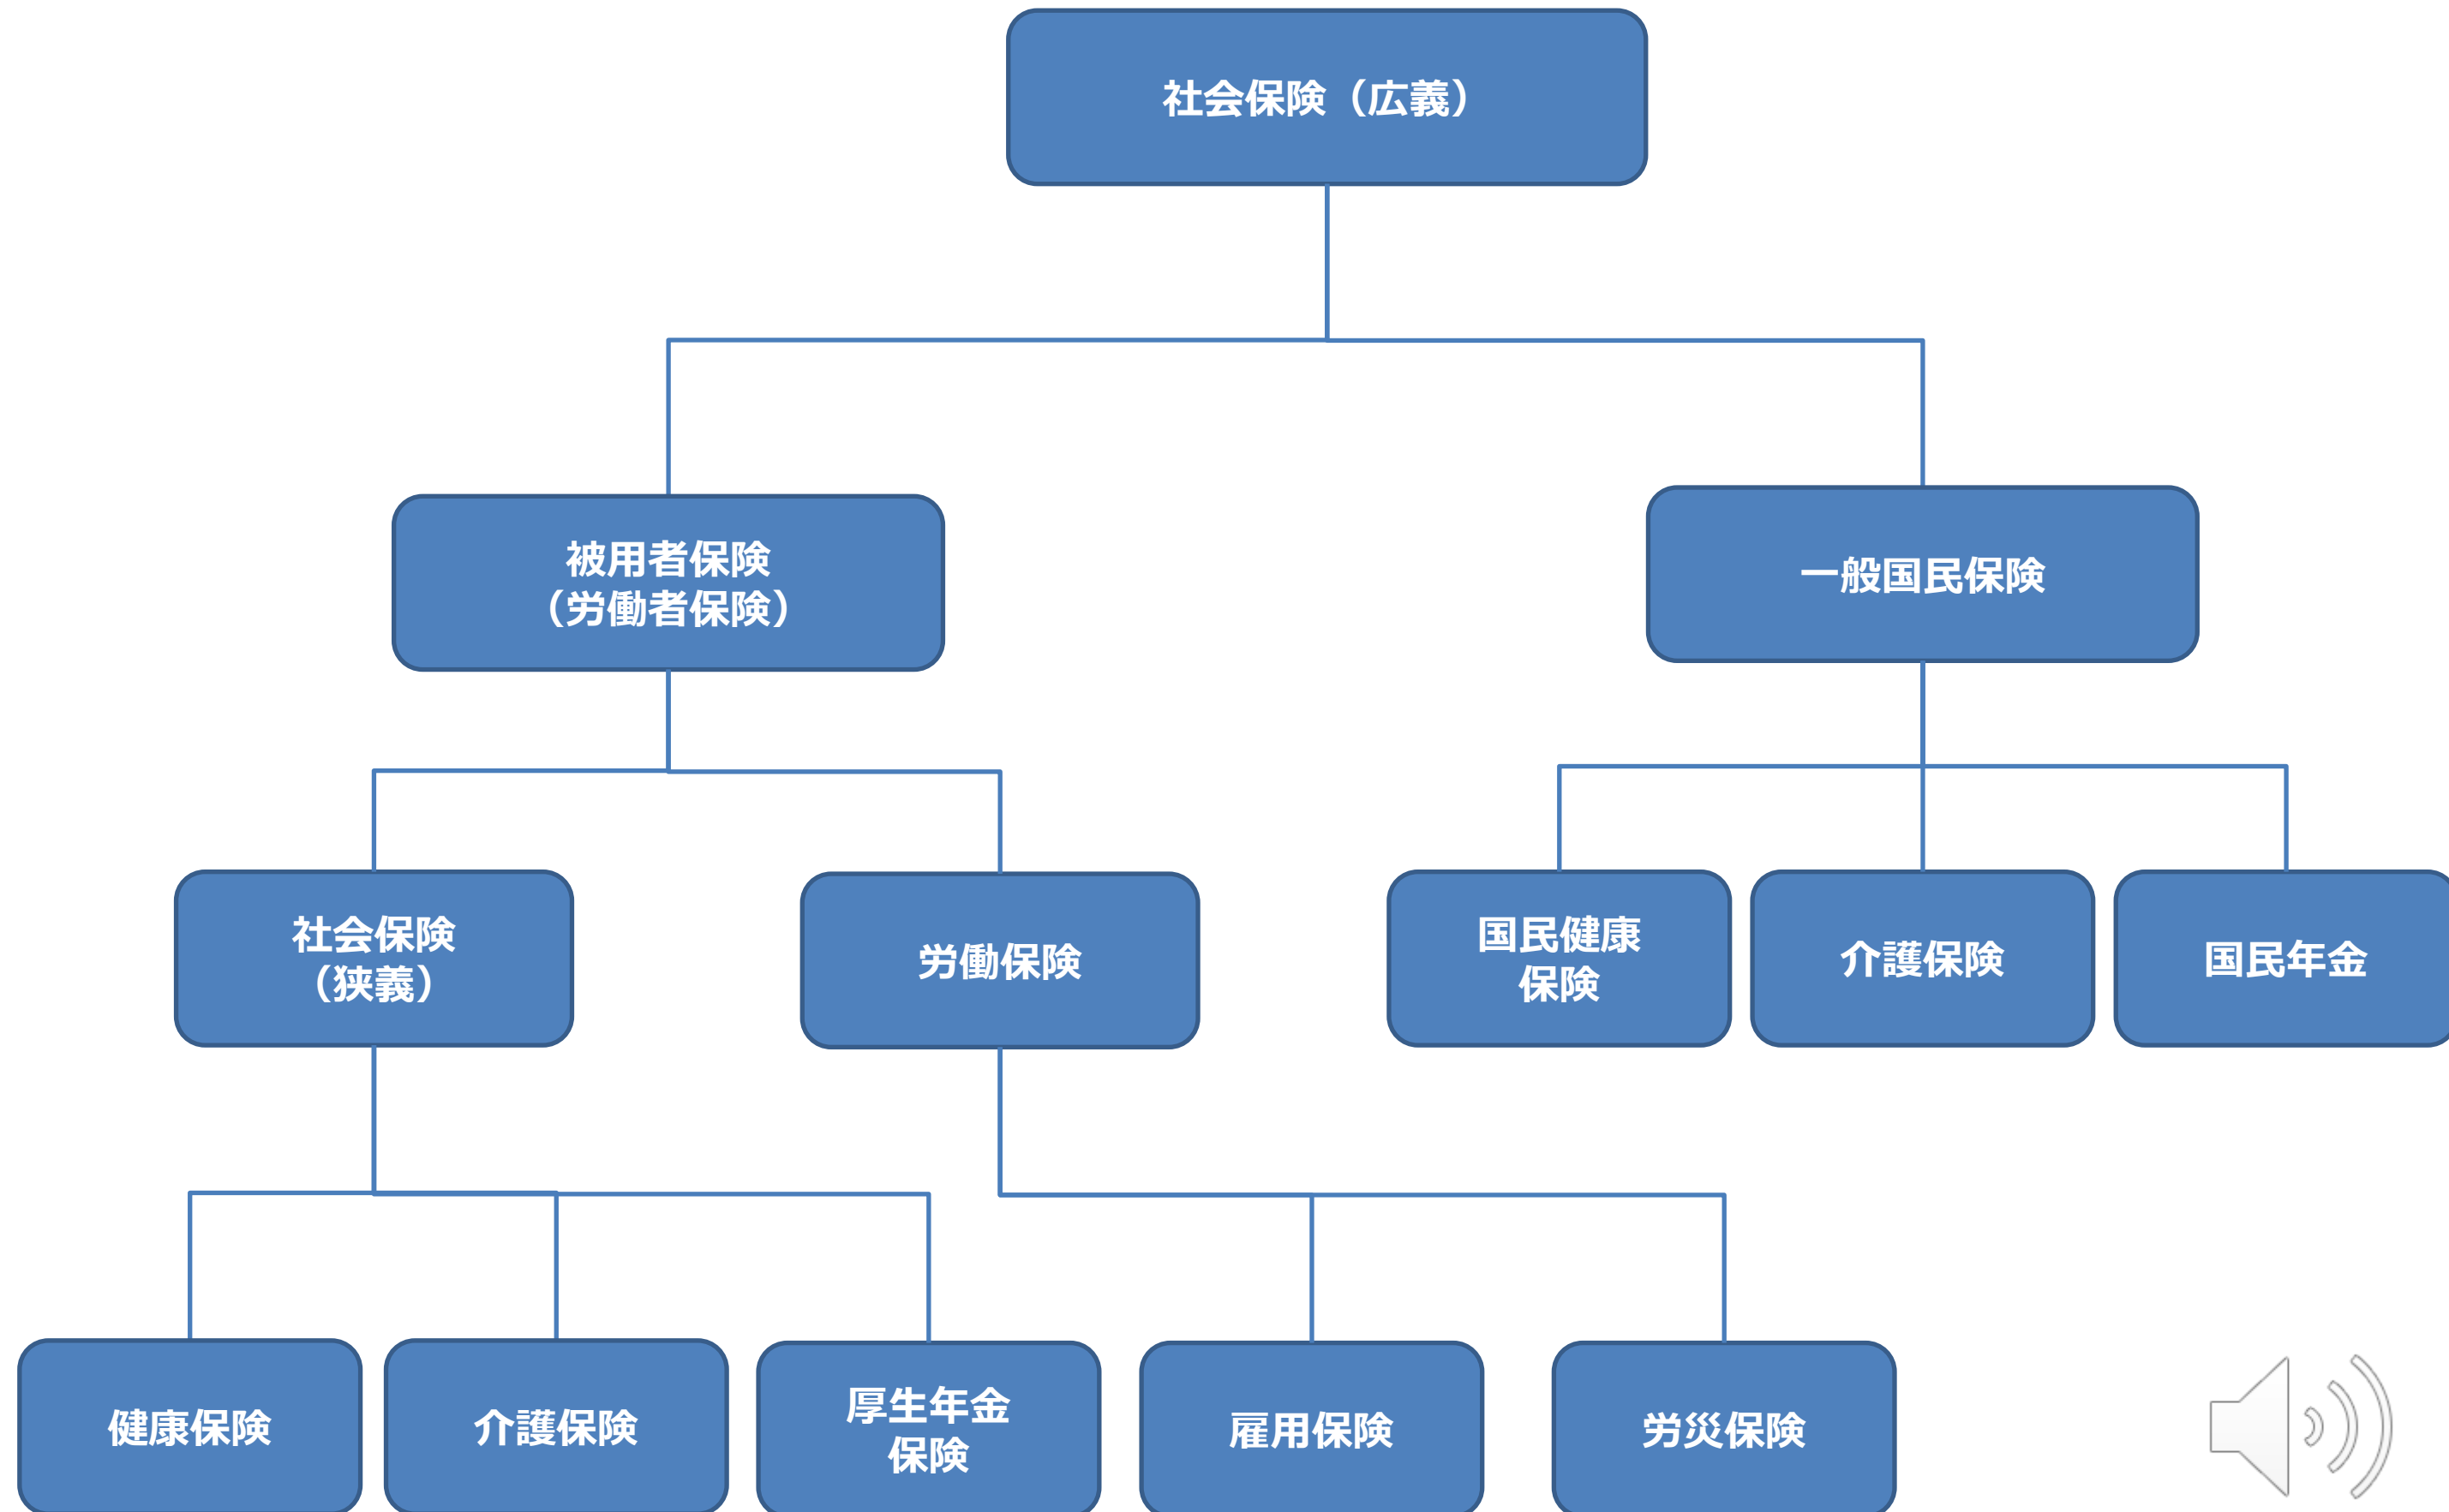 社会保険（広義）
被用者保険
（労働者保険）
一般国民保険
社会保険
（狭義）
労働保険
国民健康
保険
介護保険
国民年金
健康保険
介護保険
厚生年金
保険
雇用保険
労災保険